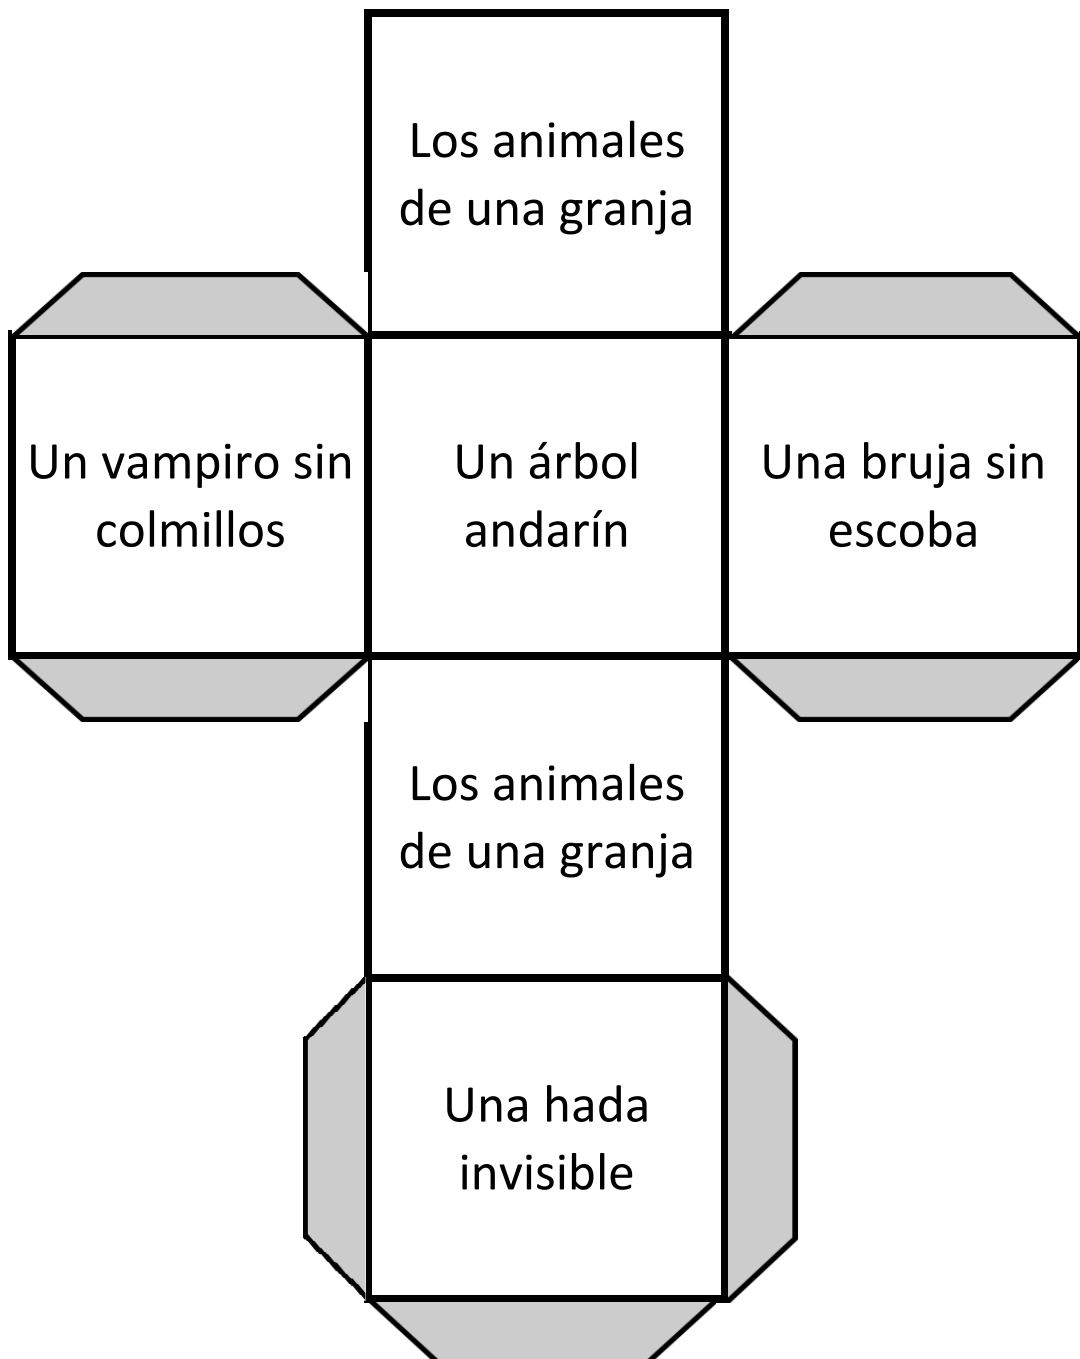 Los animales
de una granja
Un vampiro sin
colmillos
Un árbol
andarín
Una bruja sin
escoba
Los animales
de una granja
Una hada
invisible